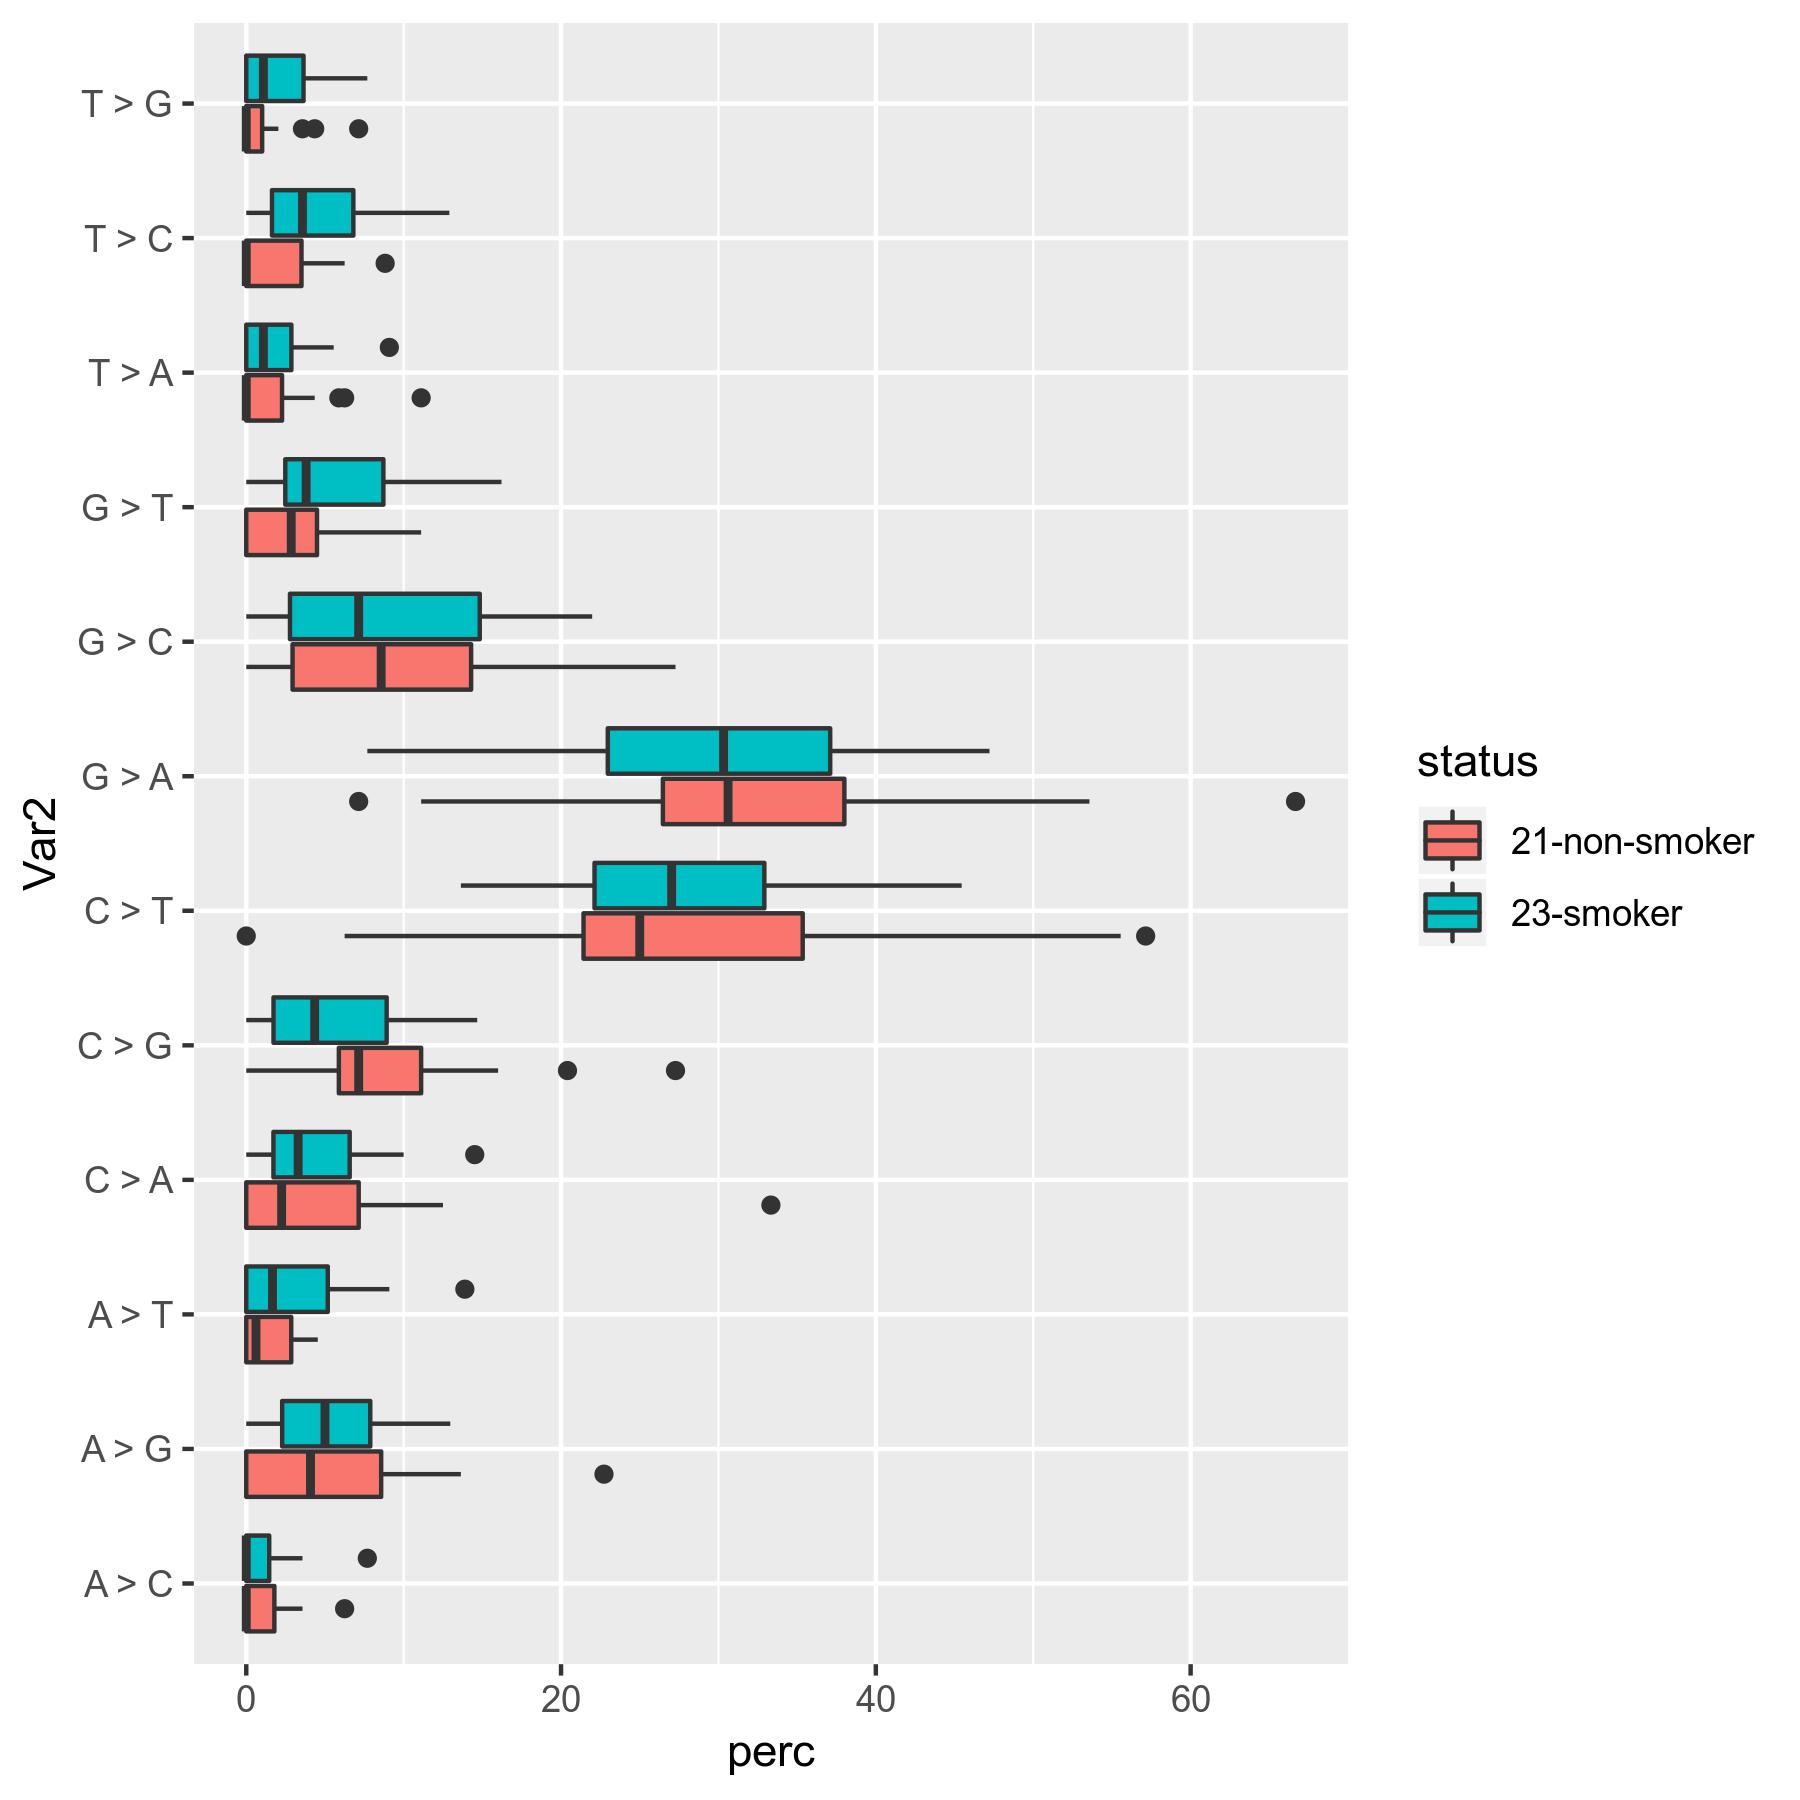 Var2
T > G
T > C
T > A
G > T
G > C
G > A
C > T
C > G
C > A
A > T
A > G
A > C
0 20 40 60
perc
status
21-non-smoker
23-smoker